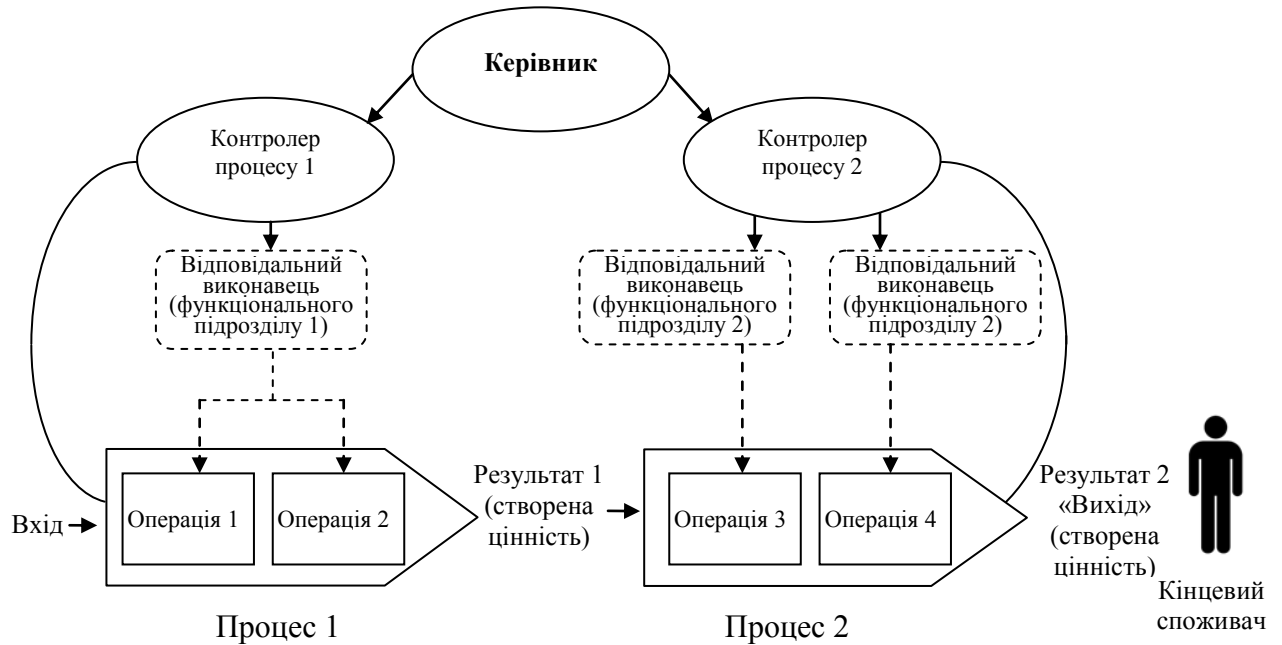 Керівник
Контролер
процесу 1
Контролер
процесу 2
Відповідальний
виконавець
(функціонального
підрозділу 1)
Відповідальний
виконавець
(функціонального
підрозділу 2)
Відповідальний
виконавець
(функціонального
підрозділу 2)
Вхід
Операція 1
Операція 2
Результат 1
(створена
цінність)
Операція 3
Операція 4
Результат 2
«Вихід»
(створена
цінність)
Кінцевий
споживач
Процес 1
Процес 2